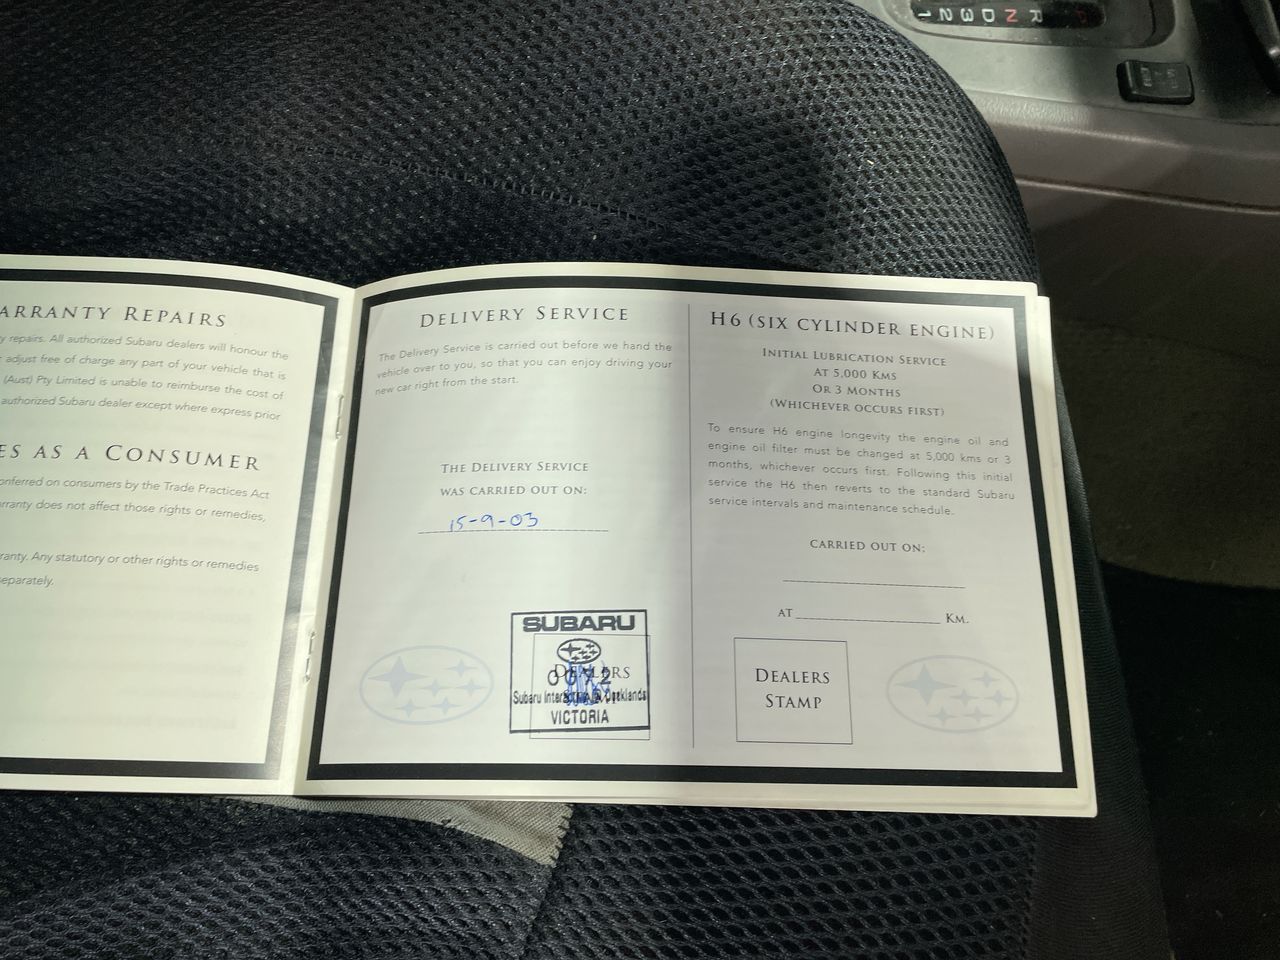 P R N D 3 2 1
ARRANTY REPAIRS
y repairs. All authorized Subaru dealers will honour the
adjust free of charge any part of your vehicle that is
(Aust) Pty Limited is unable to reimburse the cost of
authorized Subaru dealer except where express prior
ES AS A CONSUMER
onferred on consumers by the Trade Practices Act
rranty does not affect those rights or remedies,
ranty. Any statutory or other rights or remedies
eparately.
DELIVERY SERVICE
The Delivery Service is carried out before we hand the
vehicle over to you, so that you can enjoy driving your
new car right from the start.
THE DELIVERY SERVICE
WAS CARRIED OUT ON:
15-9-03
SUBARU
DEALERS
0092
Subaru Interactive Docklands
VICTORIA
H6 (SIX CYLINDER ENGINE)
INITIAL LUBRICATION SERVICE
AT 5,000 KMS
OR 3 MONTHS
(WHICHEVER OCCURS FIRST)
To ensure H6 engine longevity the engine oil and
engine oil filter must be changed at 5,000 kms or 3
months, whichever occurs first. Following this initial
service the H6 then reverts to the standard Subaru
service intervals and maintenance schedule.
CARRIED OUT ON:
AT KM.
DEALERS
STAMP